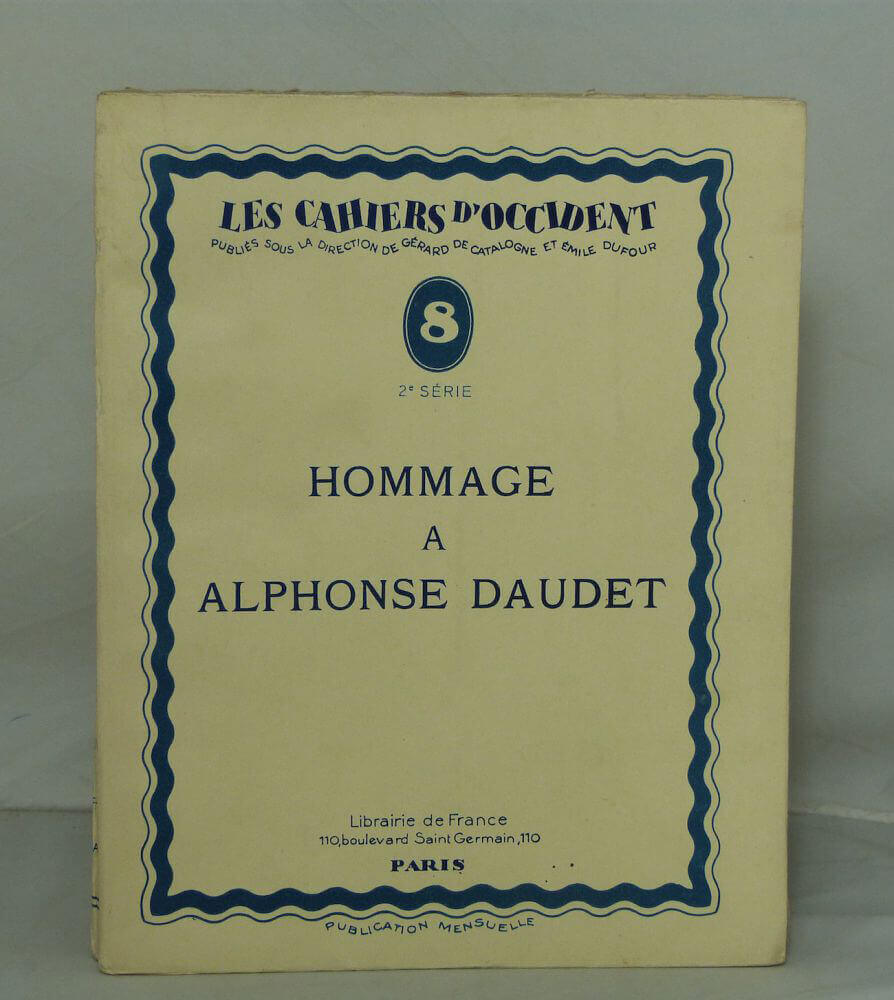 LES CAHIERS D'OCCIDENT
PUBLIÉS SOUS LA DIRECTION DE GÉRARD DE CATALOGNE ET ÉMILE DUFOUR
8
2e SÉRIE
HOMMAGE
A
ALPHONSE DAUDET
Librairie de France
110, boulevard Saint Germain, 110
PARIS
PUBLICATION MENSUELLE